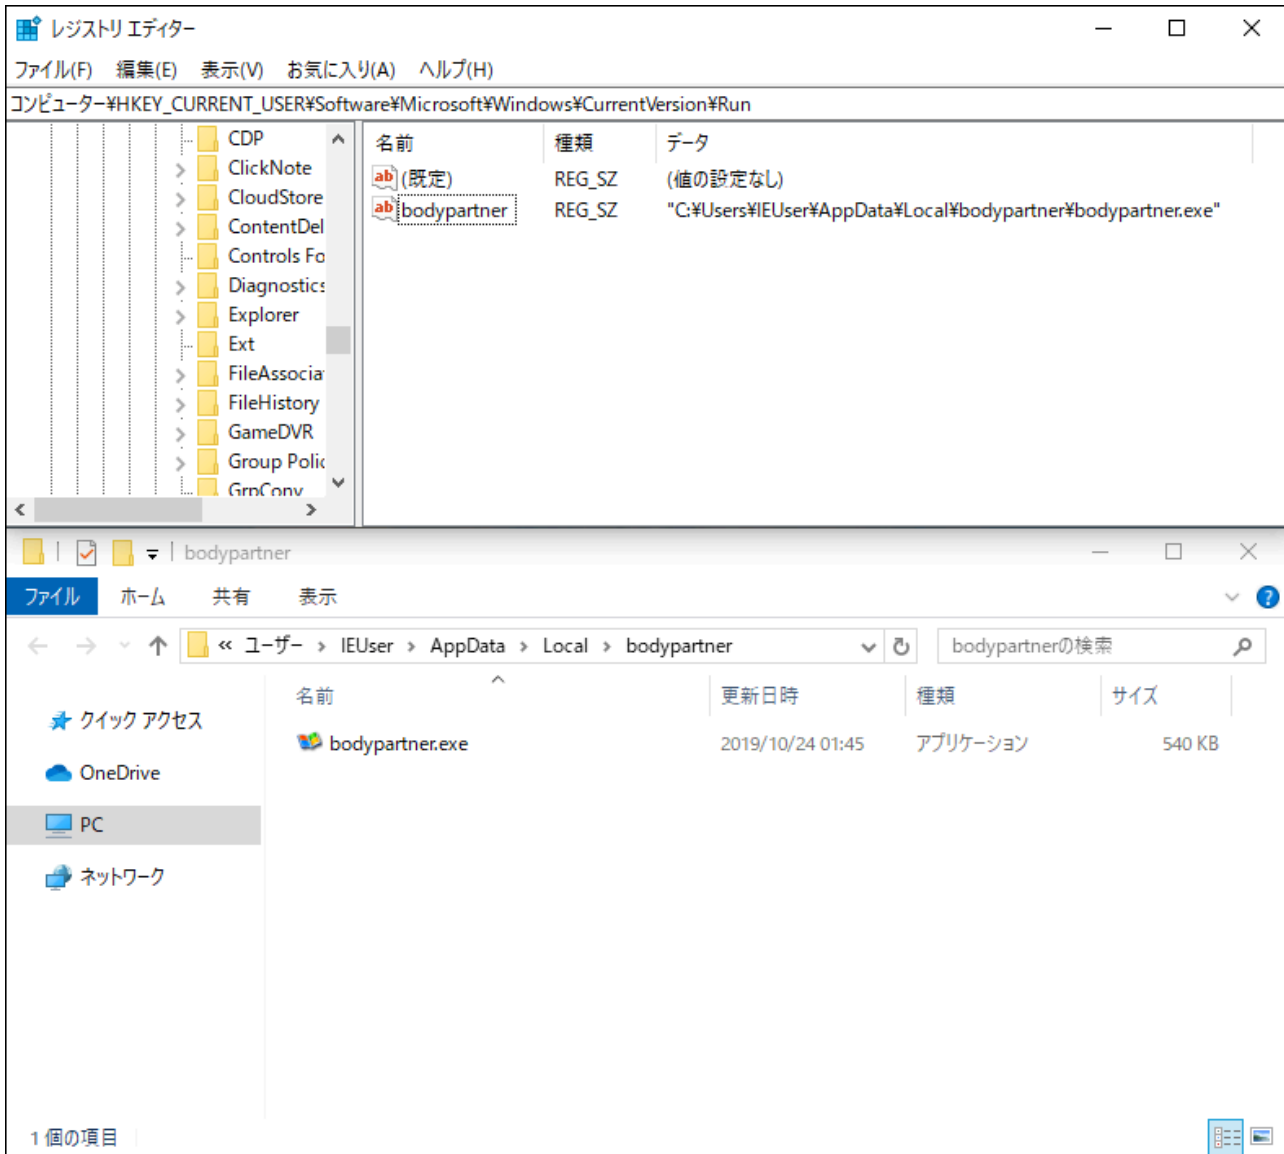 レジストリ エディター
ファイル(F) 編集(E) 表示(V) お気に入り(A) ヘルプ(H)
コンピューター¥HKEY_CURRENT_USER¥Software¥Microsoft¥Windows¥CurrentVersion¥Run
CDP
ClickNote
CloudStore
ContentDel
Controls Fo
Diagnostics
Explorer
Ext
FileAssocia
FileHistory
GameDVR
Group Polic
GrpConv
名前 種類 データ
ab (既定) REG_SZ (値の設定なし)
ab bodypartner REG_SZ "C:¥Users¥IEUser¥AppData¥Local¥bodypartner¥bodypartner.exe"
bodypartner
ファイル ホーム 共有 表示
« ユーザー › IEUser › AppData › Local › bodypartner
bodypartnerの検索
クイック アクセス
OneDrive
PC
ネットワーク
名前 更新日時 種類 サイズ
bodypartner.exe 2019/10/24 01:45 アプリケーション 540 KB
1 個の項目